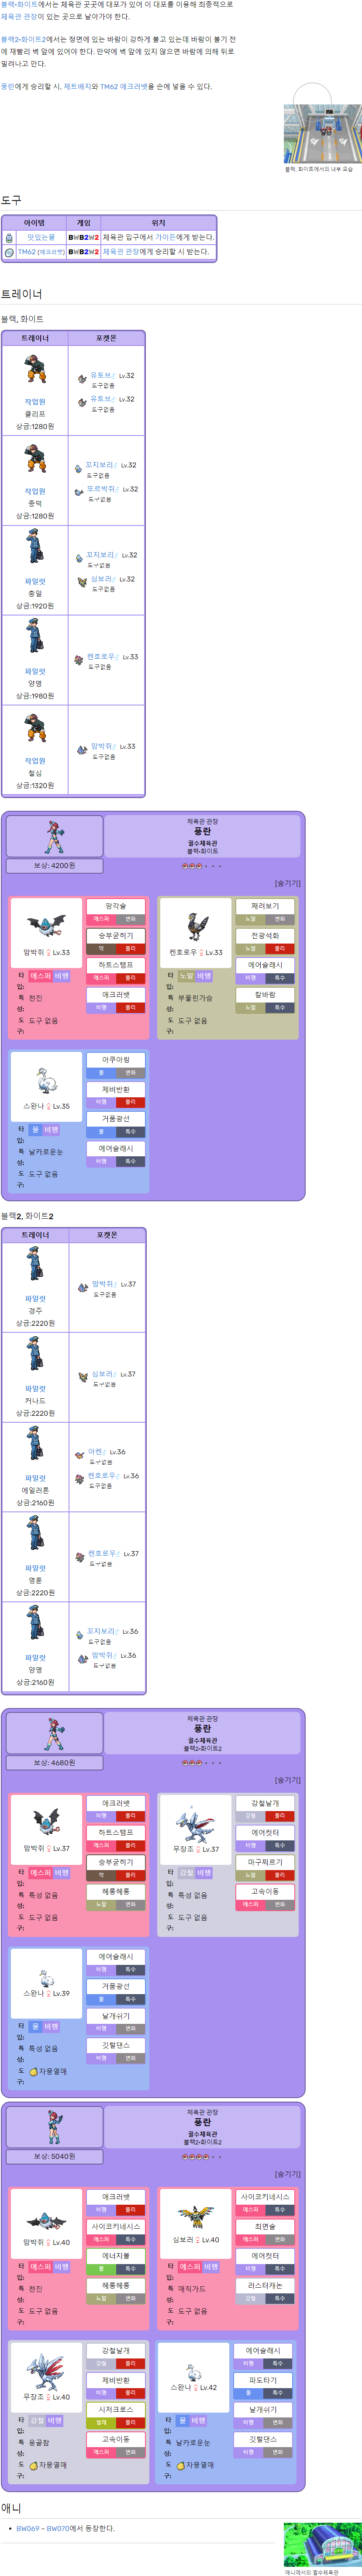 블랙·화이트에서는 체육관 곳곳에 대포가 있어 이 대포를 이용해 최종적으로
체육관 관장이 있는 곳으로 날아가야 한다.
블랙2·화이트2에서는 정면에 있는 바람이 강하게 불고 있는데 바람이 불기 전
에 재빨리 벽 앞에 있어야 한다. 만약에 벽 앞에 있지 않으면 바람에 의해 뒤로
밀려나고 만다.
풍란에게 승리할 시, 제트배지와 TM62 애크러뱃을 손에 넣을 수 있다.
블랙, 화이트에서의 내부 모습
도구
아이템 게임 위치
맛있는물 BWB2W2 체육관 입구에서 가이드에게 받는다.
TM62 (애크러뱃) BWB2W2 체육관 관장에게 승리할 시 받는다.
트레이너
블랙, 화이트
트레이너 포켓몬
작업원
클리프
상금:1280원
유토브♂ Lv.32
도구없음
유토브♂ Lv.32
도구없음
작업원
종덕
상금:1280원
꼬지보리♂ Lv.32
도구없음
또르박쥐♂ Lv.32
도구없음
파일럿
종일
상금:1920원
꼬지보리♂ Lv.32
도구없음
심보러♂ Lv.32
도구없음
파일럿
양명
상금:1980원
켄호로우♂ Lv.33
도구없음
작업원
철심
상금:1320원
맘박쥐♂ Lv.33
도구없음
체육관 관장
풍란
궐수체육관
블랙·화이트
보상: 4200원
[숨기기]
맘박쥐 ♀ Lv.33
타입: 에스퍼 비행
특성: 천진
도구: 도구 없음
망각술
에스퍼 변화
승부굳히기
악 물리
하트스탬프
에스퍼 물리
애크러뱃
비행 물리
켄호로우 ♀ Lv.33
타입: 노말 비행
특성: 부풀린가슴
도구: 도구 없음
째려보기
노말 변화
전광석화
노말 물리
에어슬래시
비행 특수
칼바람
노말 특수
스완나 ♀ Lv.35
타입: 물 비행
특성: 날카로운눈
도구: 도구 없음
아쿠아링
물 변화
제비반환
비행 물리
거품광선
물 특수
에어슬래시
비행 특수
블랙2, 화이트2
트레이너 포켓몬
파일럿
경주
상금:2220원
맘박쥐♂ Lv.37
도구없음
파일럿
커나드
상금:2220원
심보러♂ Lv.37
도구없음
파일럿
에일러론
상금:2160원
아켄♂ Lv.36
도구없음
켄호로우♂ Lv.36
도구없음
파일럿
명훈
상금:2220원
켄호로우♂ Lv.37
도구없음
파일럿
양명
상금:2160원
꼬지보리♂ Lv.36
도구없음
맘박쥐♂ Lv.36
도구없음
체육관 관장
풍란
궐수체육관
블랙2·화이트2
보상: 4680원
[숨기기]
맘박쥐 ♀ Lv.37
타입: 에스퍼 비행
특성: 특성 없음
도구: 도구 없음
애크러뱃
비행 물리
하트스탬프
에스퍼 물리
승부굳히기
악 물리
헤롱헤롱
노말 변화
무장조 ♀ Lv.37
타입: 강철 비행
특성: 특성 없음
도구: 도구 없음
강철날개
강철 물리
에어컷터
비행 특수
마구찌르기
노말 물리
고속이동
에스퍼 변화
스완나 ♀ Lv.39
타입: 물 비행
특성: 특성 없음
도구: 자뭉열매
에어슬래시
비행 특수
거품광선
물 특수
날개쉬기
비행 변화
깃털댄스
비행 변화
체육관 관장
풍란
궐수체육관
블랙2·화이트2
보상: 5040원
[숨기기]
맘박쥐 ♀ Lv.40
타입: 에스퍼 비행
특성: 천진
도구: 도구 없음
애크러뱃
비행 물리
사이코키네시스
에스퍼 특수
에너지볼
풀 특수
헤롱헤롱
노말 변화
심보러 ♀ Lv.40
타입: 에스퍼 비행
특성: 매직가드
도구: 도구 없음
사이코키네시스
에스퍼 특수
최면술
에스퍼 변화
에어컷터
비행 특수
러스터캐논
강철 특수
무장조 ♀ Lv.40
타입: 강철 비행
특성: 옹골참
도구: 자뭉열매
강철날개
강철 물리
제비반환
비행 물리
시저크로스
벌레 물리
고속이동
에스퍼 변화
스완나 ♀ Lv.42
타입: 물 비행
특성: 날카로운눈
도구: 자뭉열매
에어슬래시
비행 특수
파도타기
물 특수
날개쉬기
비행 변화
깃털댄스
비행 변화
애니
• BW069 ~ BW070에서 등장한다.
애니에서의 궐수체육관